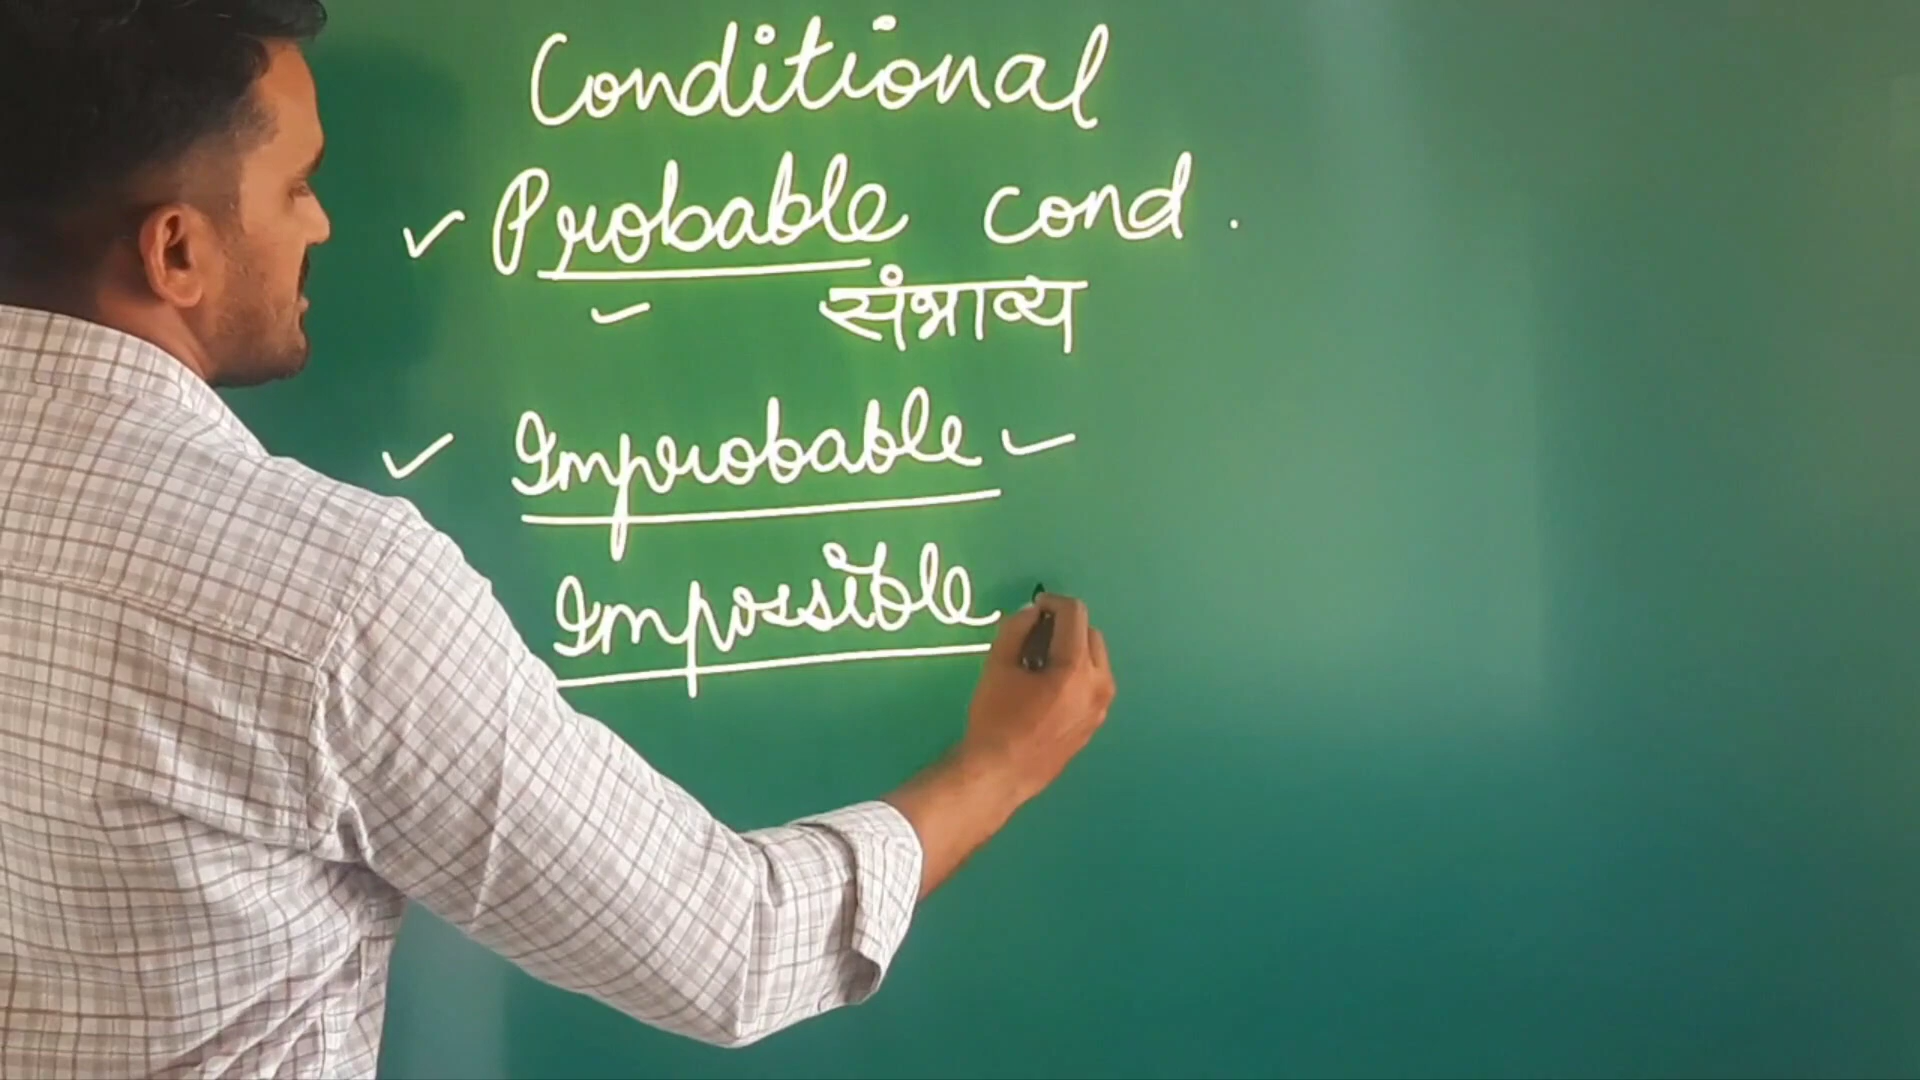 Conditional
Probable cond.
संभाव्य
Improbable
Impossible